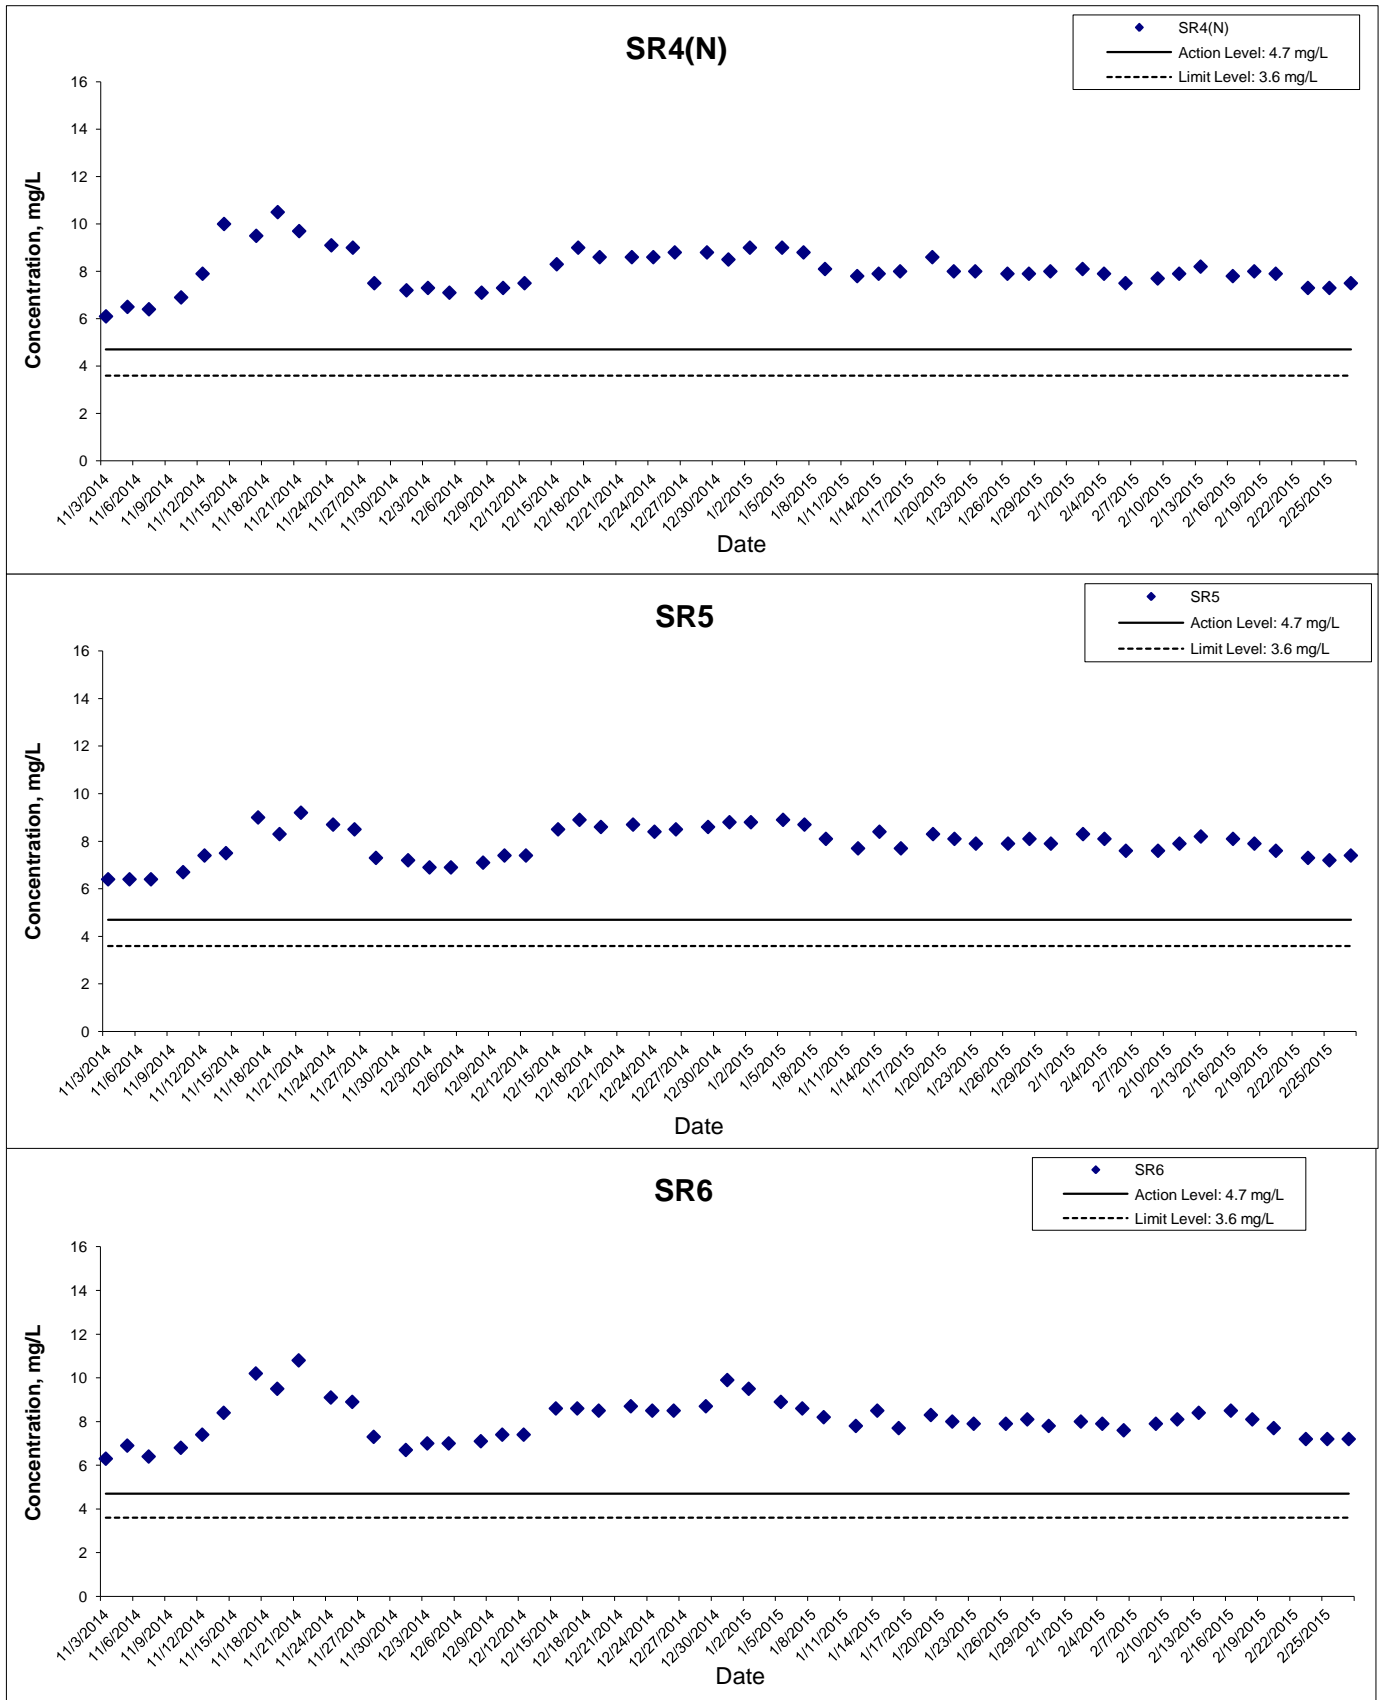 SR4(N)
SR4(N)
Action Level: 4.7 mg/L
Limit Level: 3.6 mg/L
Concentration, mg/L
16
14
12
10
8
6
4
2
0
11/3/2014 11/6/2014 11/9/2014 11/12/2014 11/15/2014 11/18/2014 11/21/2014 11/24/2014 11/27/2014 11/30/2014 12/3/2014 12/6/2014 12/9/2014 12/12/2014 12/15/2014 12/18/2014 12/21/2014 12/24/2014 12/27/2014 12/30/2014 1/2/2015 1/5/2015 1/8/2015 1/11/2015 1/14/2015 1/17/2015 1/20/2015 1/23/2015 1/26/2015 1/29/2015 2/1/2015 2/4/2015 2/7/2015 2/10/2015 2/13/2015 2/16/2015 2/19/2015 2/22/2015 2/25/2015
Date
SR5
SR5
Action Level: 4.7 mg/L
Limit Level: 3.6 mg/L
Concentration, mg/L
16
14
12
10
8
6
4
2
0
11/3/2014 11/6/2014 11/9/2014 11/12/2014 11/15/2014 11/18/2014 11/21/2014 11/24/2014 11/27/2014 11/30/2014 12/3/2014 12/6/2014 12/9/2014 12/12/2014 12/15/2014 12/18/2014 12/21/2014 12/24/2014 12/27/2014 12/30/2014 1/2/2015 1/5/2015 1/8/2015 1/11/2015 1/14/2015 1/17/2015 1/20/2015 1/23/2015 1/26/2015 1/29/2015 2/1/2015 2/4/2015 2/7/2015 2/10/2015 2/13/2015 2/16/2015 2/19/2015 2/22/2015 2/25/2015
Date
SR6
SR6
Action Level: 4.7 mg/L
Limit Level: 3.6 mg/L
Concentration, mg/L
16
14
12
10
8
6
4
2
0
11/3/2014 11/6/2014 11/9/2014 11/12/2014 11/15/2014 11/18/2014 11/21/2014 11/24/2014 11/27/2014 11/30/2014 12/3/2014 12/6/2014 12/9/2014 12/12/2014 12/15/2014 12/18/2014 12/21/2014 12/24/2014 12/27/2014 12/30/2014 1/2/2015 1/5/2015 1/8/2015 1/11/2015 1/14/2015 1/17/2015 1/20/2015 1/23/2015 1/26/2015 1/29/2015 2/1/2015 2/4/2015 2/7/2015 2/10/2015 2/13/2015 2/16/2015 2/19/2015 2/22/2015 2/25/2015
Date